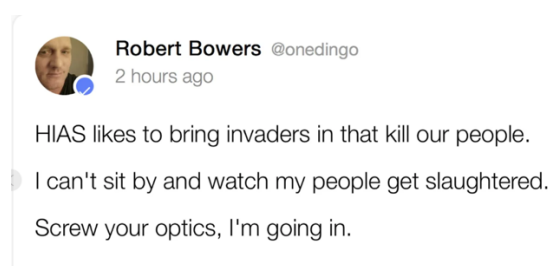 Robert Bowers @onedingo
2 hours ago
HIAS likes to bring invaders in that kill our people.
I can't sit by and watch my people get slaughtered.
Screw your optics, I'm going in.